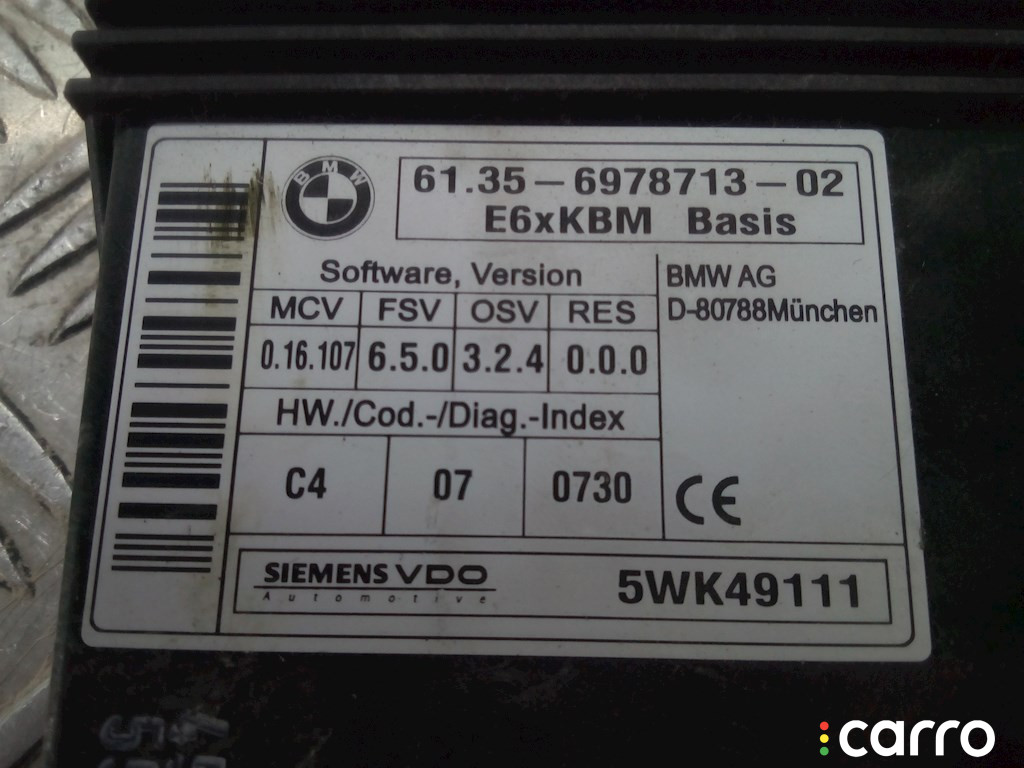 BMW
61.35-6978713-02
E6xKBM Basis
Software, Version
BMW AG
D-80788München
MCV FSV OSV RES
0.16.107 6.5.0 3.2.4 0.0.0
HW./Cod.-/Diag.-Index
C4 07 0730
CE
SIEMENS VDO
Automotive
5WK49111
carro